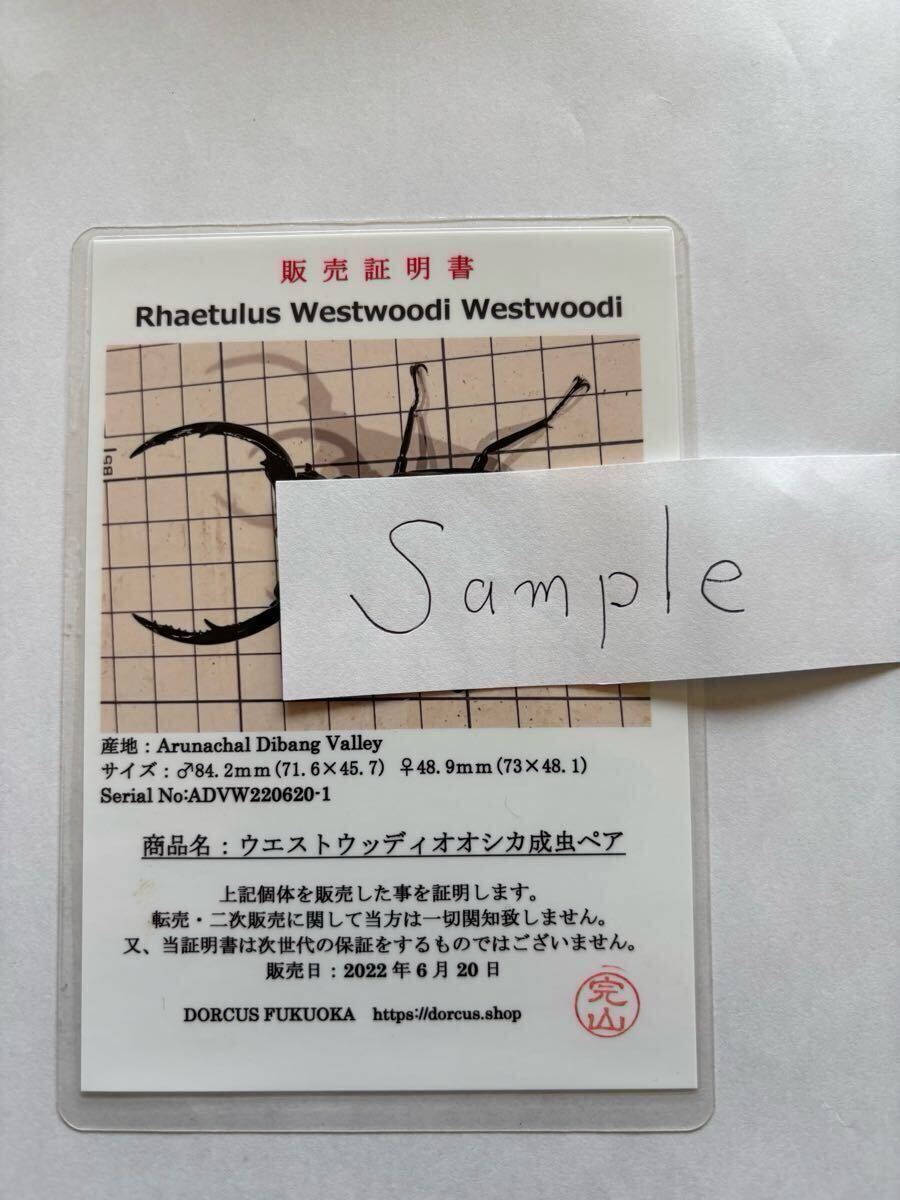 販売証明書
Rhaetulus Westwoodi Westwoodi
B5
Sample
産地：Arunachal Dibang Valley
サイズ：♂84.2mm(71.6×45.7) ♀48.9mm(73×48.1)
Serial No:ADVW220620-1
商品名：ウエストウッディオオシカ成虫ペア
上記個体を販売した事を証明します。
転売・二次販売に関して当方は一切関知致しません。
又、当証明書は次世代の保証をするものではございません。
販売日：2022年6月20日
DORCUS FUKUOKA https://dorcus.shop
完山